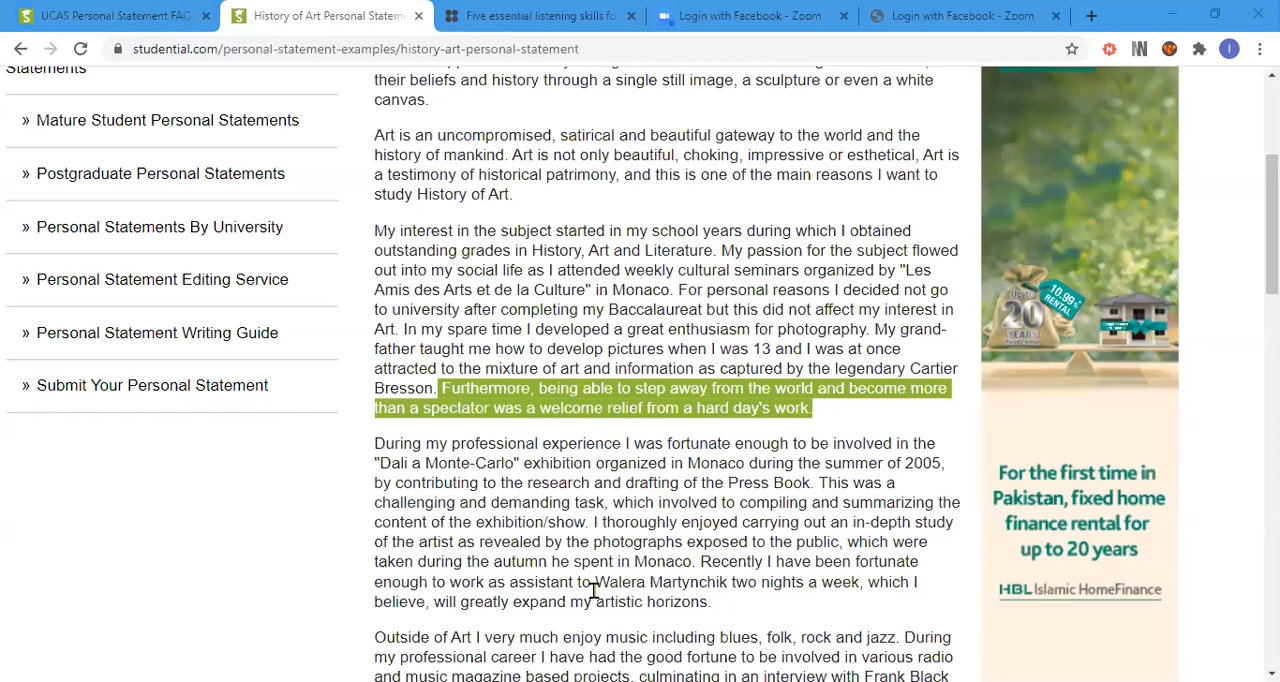 UCAS Personal Statement FAQ
History of Art Personal Statem
Five essential listening skills fo
Login with Facebook - Zoom
Login with Facebook - Zoom
studential.com/personal-statement-examples/history-art-personal-statement
Statements
» Mature Student Personal Statements
» Postgraduate Personal Statements
» Personal Statements By University
» Personal Statement Editing Service
» Personal Statement Writing Guide
» Submit Your Personal Statement
their beliefs and history through a single still image, a sculpture or even a white
canvas.
Art is an uncompromised, satirical and beautiful gateway to the world and the
history of mankind. Art is not only beautiful, choking, impressive or esthetical, Art is
a testimony of historical patrimony, and this is one of the main reasons I want to
study History of Art.
My interest in the subject started in my school years during which I obtained
outstanding grades in History, Art and Literature. My passion for the subject flowed
out into my social life as I attended weekly cultural seminars organized by "Les
Amis des Arts et de la Culture" in Monaco. For personal reasons I decided not go
to university after completing my Baccalaureat but this did not affect my interest in
Art. In my spare time I developed a great enthusiasm for photography. My grand-
father taught me how to develop pictures when I was 13 and I was at once
attracted to the mixture of art and information as captured by the legendary Cartier
Bresson. Furthermore, being able to step away from the world and become more
than a spectator was a welcome relief from a hard day's work.
During my professional experience I was fortunate enough to be involved in the
"Dali a Monte-Carlo" exhibition organized in Monaco during the summer of 2005,
by contributing to the research and drafting of the Press Book. This was a
challenging and demanding task, which involved to compiling and summarizing the
content of the exhibition/show. I thoroughly enjoyed carrying out an in-depth study
of the artist as revealed by the photographs exposed to the public, which were
taken during the autumn he spent in Monaco. Recently I have been fortunate
enough to work as assistant to Walera Martynchik two nights a week, which I
believe, will greatly expand my artistic horizons.
Outside of Art I very much enjoy music including blues, folk, rock and jazz. During
my professional career I have had the good fortune to be involved in various radio
and music magazine based projects, culminating in an interview with Frank Black
Up to
20
YEARS
10.99%
RENTAL
For the first time in
Pakistan, fixed home
finance rental for
up to 20 years
HBL Islamic HomeFinance